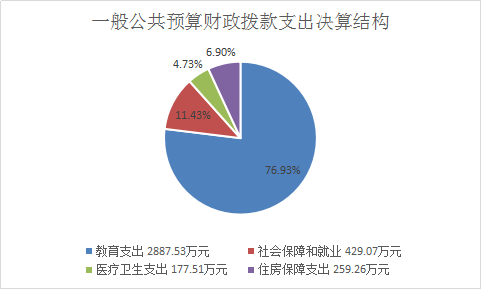 一般公共预算财政拨款支出决算结构
6.90%
4.73%
11.43%
76.93%
教育支出 2887.53万元
社会保障和就业 429.07万元
医疗卫生支出 177.51万元
住房保障支出 259.26万元